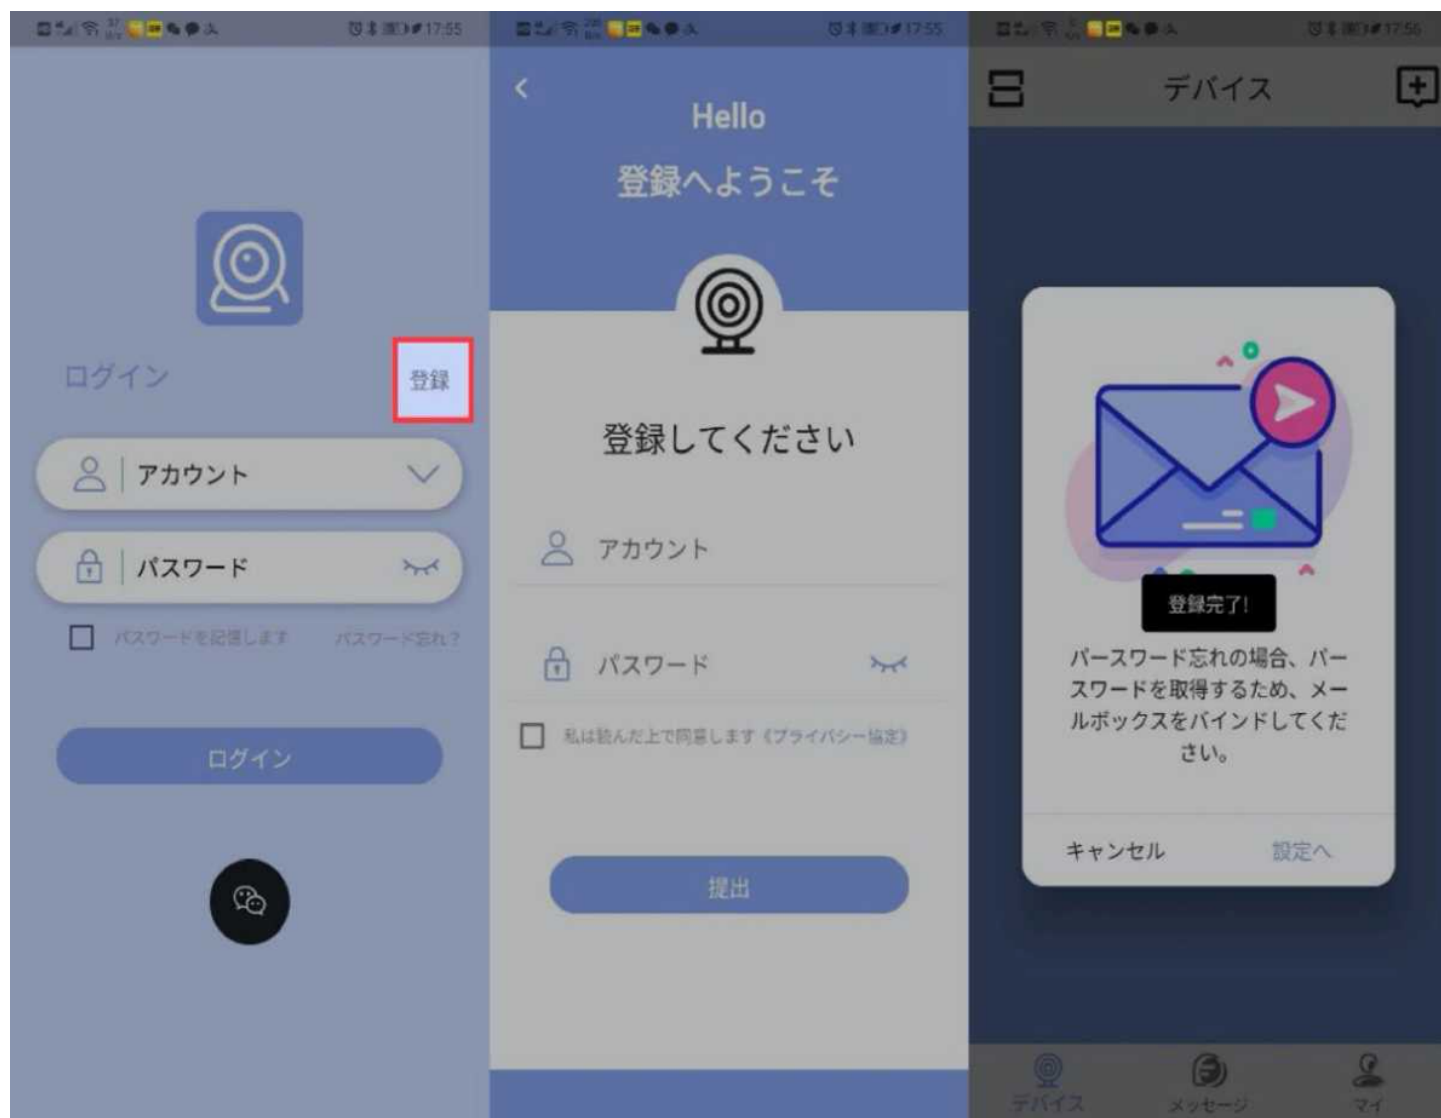 17:55
ログイン
登録
アカウント
パスワード
パスワードを記憶します
パスワード忘れ?
ログイン
17:55
Hello
登録へようこそ
登録してください
アカウント
パスワード
私は読んだ上で同意します《プライバシー協定》
提出
17:56
デバイス
登録完了!
パースワード忘れの場合、パー
スワードを取得するため、メー
ルボックスをバインドしてくだ
さい。
キャンセル
設定へ
デバイス
メッセージ
マイ